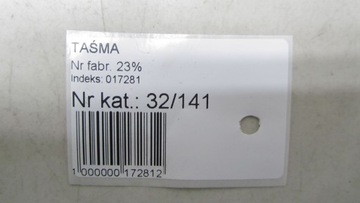 TAŚMA
Nr fabr. 23%
Indeks: 017281
Nr kat.: 32/141
1 000000 172812